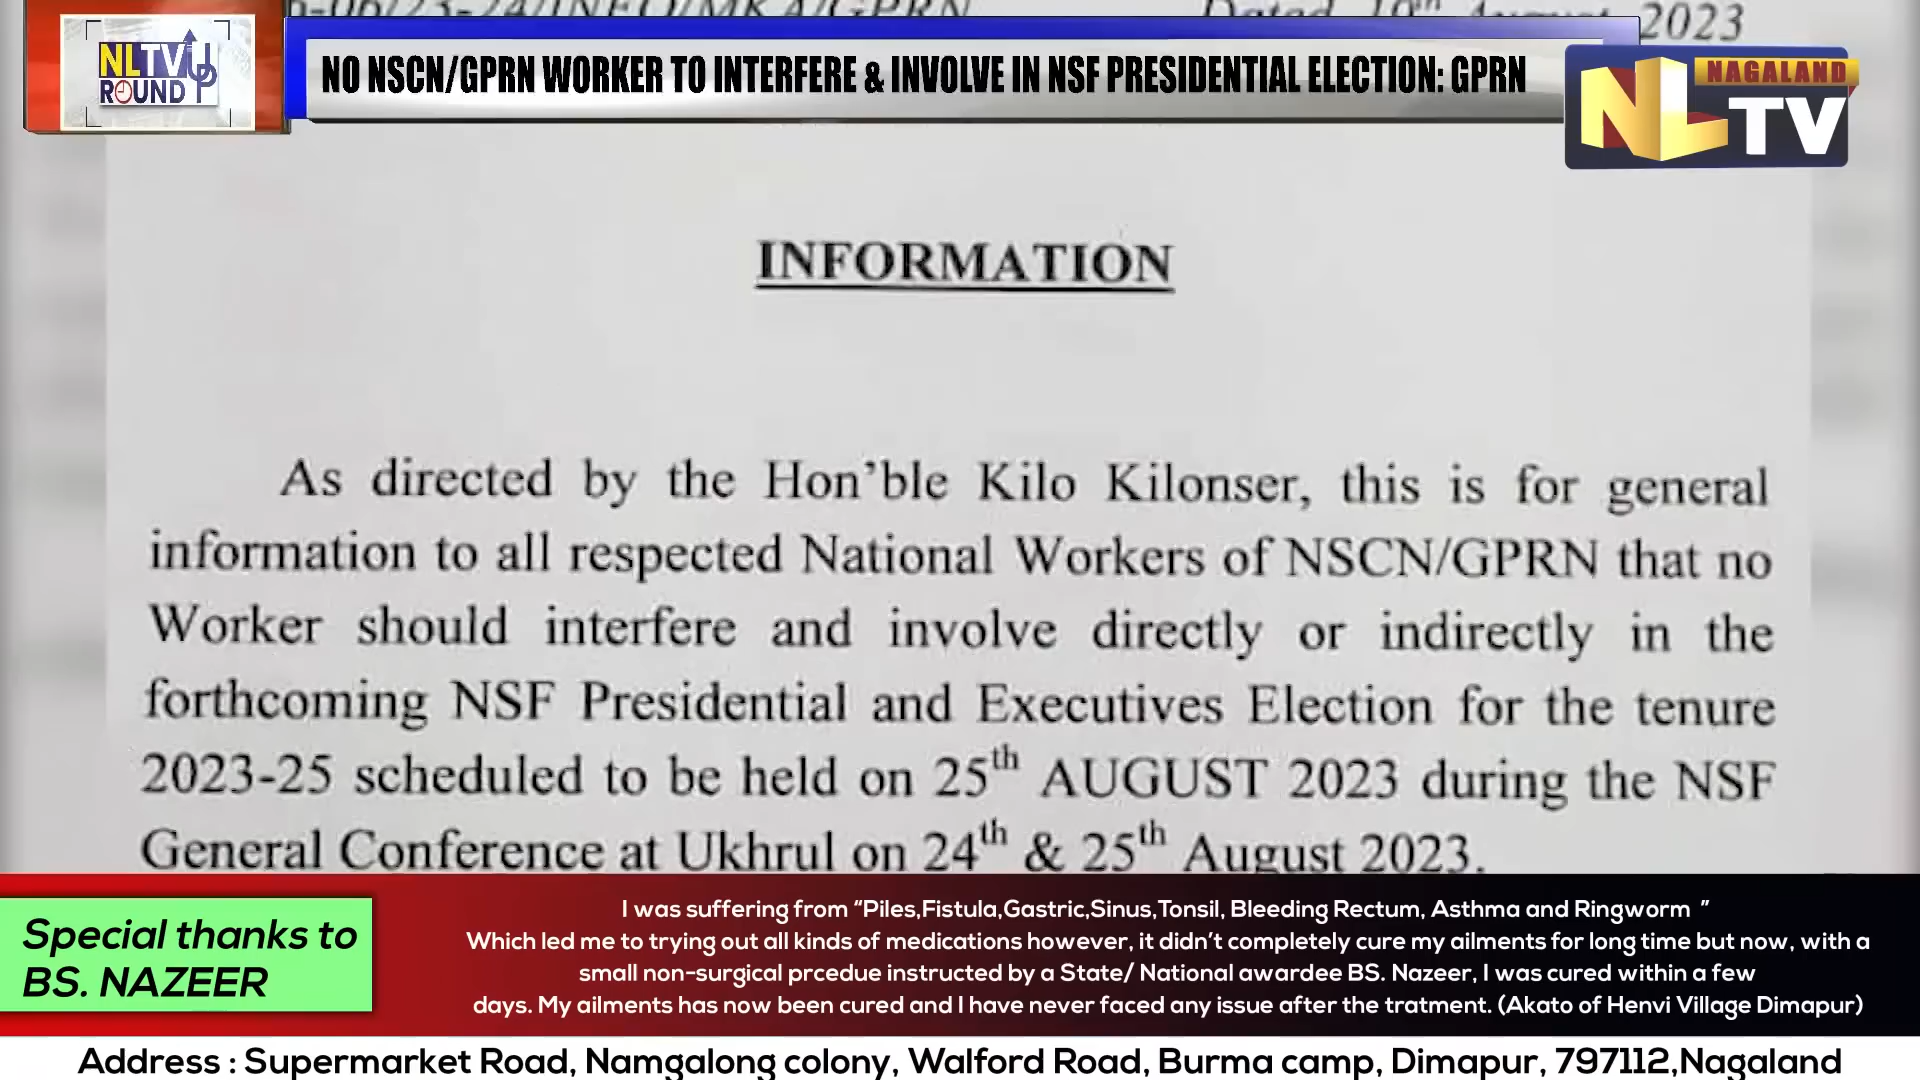 Dated 10th August 2023
NLTV
ROUND UP
NO NSCN/GPRN WORKER TO INTERFERE & INVOLVE IN NSF PRESIDENTIAL ELECTION: GPRN
NAGALAND
NLTV
INFORMATION
As directed by the Hon’ble Kilo Kilonser, this is for general
information to all respected National Workers of NSCN/GPRN that no
Worker should interfere and involve directly or indirectly in the
forthcoming NSF Presidential and Executives Election for the tenure
2023-25 scheduled to be held on 25th AUGUST 2023 during the NSF
General Conference at Ukhrul on 24th & 25th August 2023.
Special thanks to
BS. NAZEER
I was suffering from “Piles,Fistula,Gastric,Sinus,Tonsil, Bleeding Rectum, Asthma and Ringworm ”
Which led me to trying out all kinds of medications however, it didn’t completely cure my ailments for long time but now, with a
small non-surgical prcedue instructed by a State/ National awardee BS. Nazeer, I was cured within a few
days. My ailments has now been cured and I have never faced any issue after the tratment. (Akato of Henvi Village Dimapur)
Address : Supermarket Road, Namgalong colony, Walford Road, Burma camp, Dimapur, 797112,Nagaland